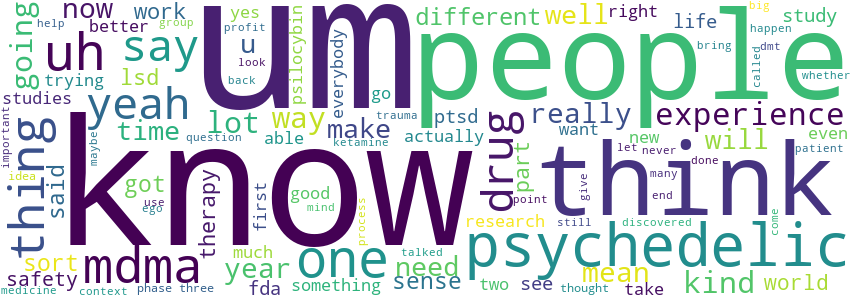 going now work yes group um different well right life big study
help better profit u psilocybin people happen
uh say look everybody called dmt bring whether
trying lsd back go
studies yeah way ptsd really experience
important thing time lot make trauma want new will even
maybe question able actually drug part let never done patient
said know ketamine think
idea got therapy first good many
use ego mind process point give end
sort mdma one research still discovered come
safety much need psychedelic
year sense mean kind world
medicine context phase three fda something talked two see thought take